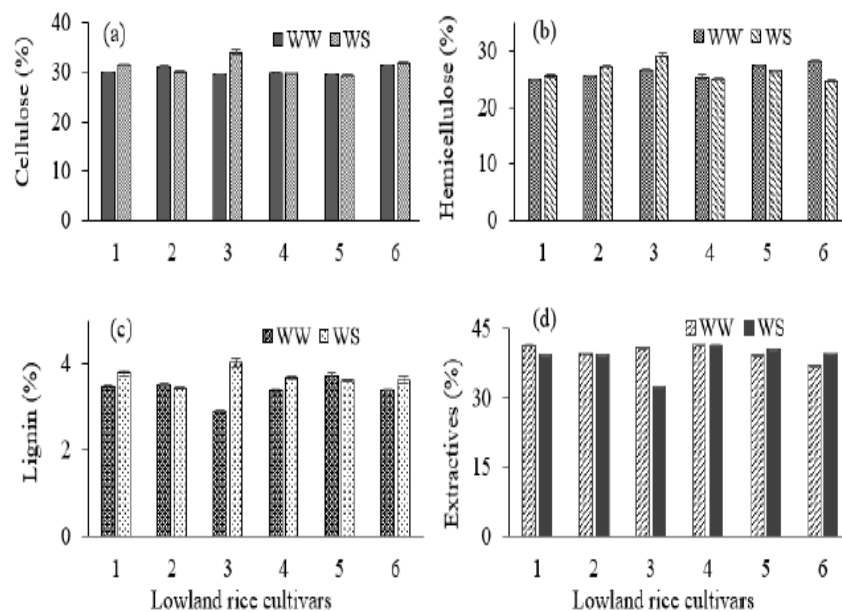 (a)
WW WS
Cellulose (%)
40
30
20
10
0
1 2 3 4 5 6
(b)
WW WS
Hemicellulose (%)
30
20
10
0
1 2 3 4 5 6
(c)
WW WS
Lignin (%)
4
2
0
1 2 3 4 5 6
Lowland rice cultivars
(d)
WW WS
Extractives (%)
45
30
15
0
1 2 3 4 5 6
Lowland rice cultivars